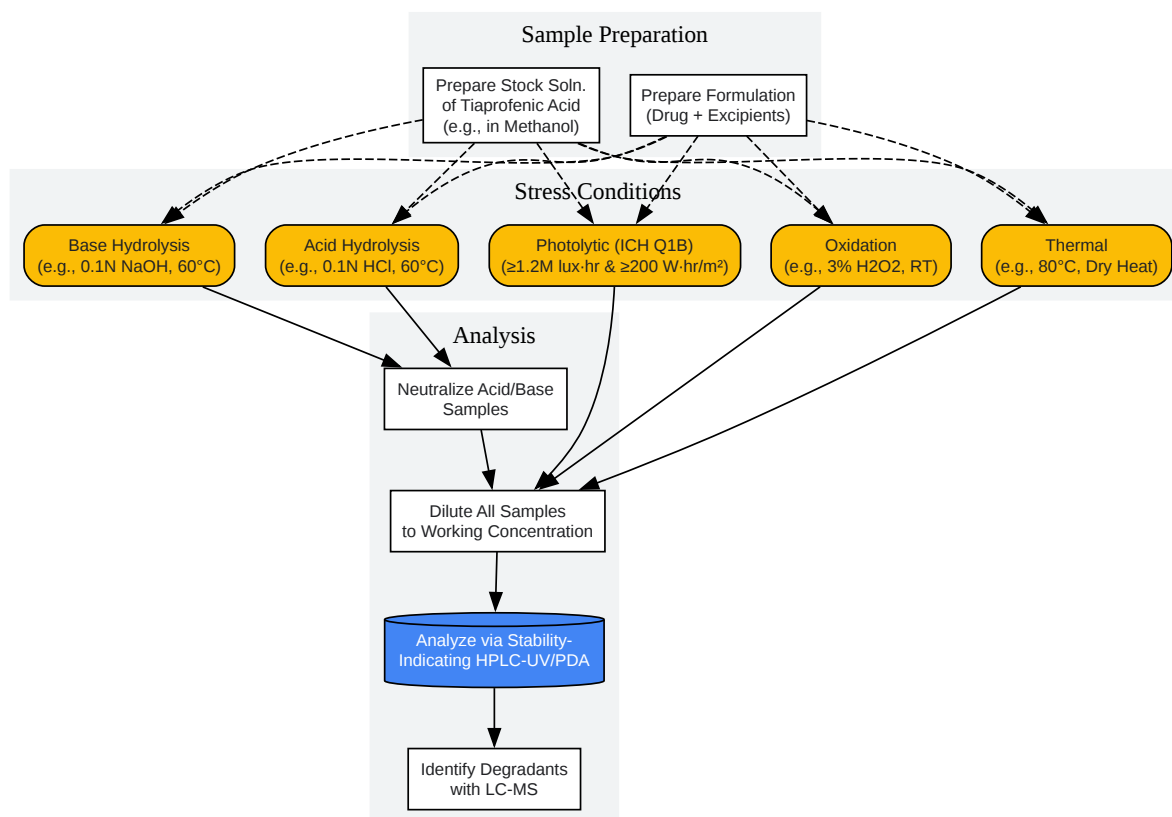 Sample Preparation
Prepare Stock Soln.
of Tiaprofenic Acid
(e.g., in Methanol)
Prepare Formulation
(Drug + Excipients)
Stress Conditions
Base Hydrolysis
(e.g., 0.1N NaOH, 60°C)
Acid Hydrolysis
(e.g., 0.1N HCl, 60°C)
Photolytic (ICH Q1B)
(≥1.2M lux·hr & ≥200 W·hr/m²)
Oxidation
(e.g., 3% H2O2, RT)
Thermal
(e.g., 80°C, Dry Heat)
Analysis
Neutralize Acid/Base
Samples
Dilute All Samples
to Working Concentration
Analyze via Stability-
Indicating HPLC-UV/PDA
Identify Degradants
with LC-MS